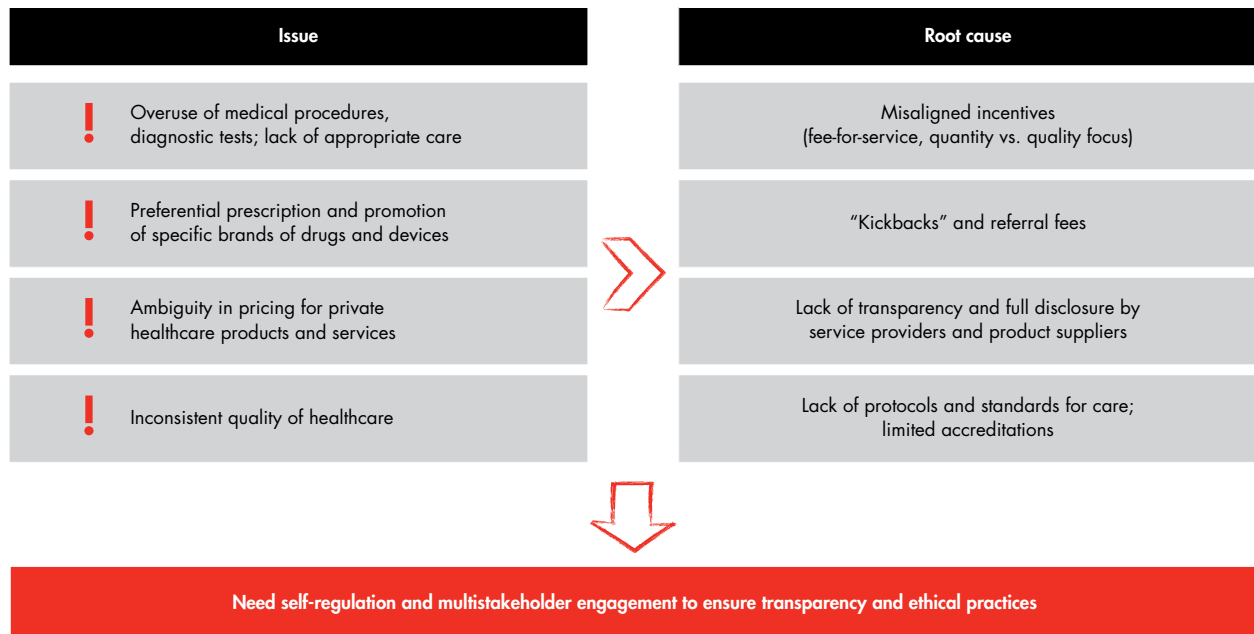 Issue
Root cause
Overuse of medical procedures,
diagnostic tests; lack of appropriate care
Misaligned incentives
(fee-for-service, quantity vs. quality focus)
Preferential prescription and promotion
of specific brands of drugs and devices
“Kickbacks” and referral fees
Ambiguity in pricing for private
healthcare products and services
Lack of transparency and full disclosure by
service providers and product suppliers
Inconsistent quality of healthcare
Lack of protocols and standards for care;
limited accreditations
Need self-regulation and multistakeholder engagement to ensure transparency and ethical practices